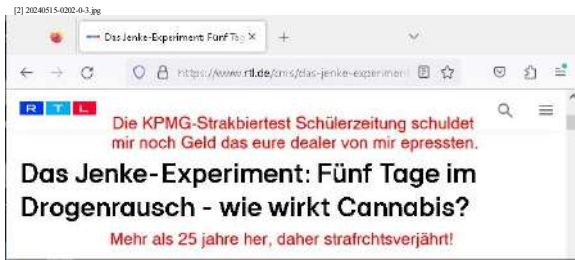 [2] 20240515-0202-0-3.jpg
Das Jenke-Experiment: Fünf Tag
https://www.rtl.de/cms/das-jenke-experiment
RTL
Die KPMG-Strakbiertest Schülerzeitung schuldet
mir noch Geld das eure dealer von mir epressten.
Das Jenke-Experiment: Fünf Tage im
Drogenrausch - wie wirkt Cannabis?
Mehr als 25 jahre her, daher strafrchtsverjährt!